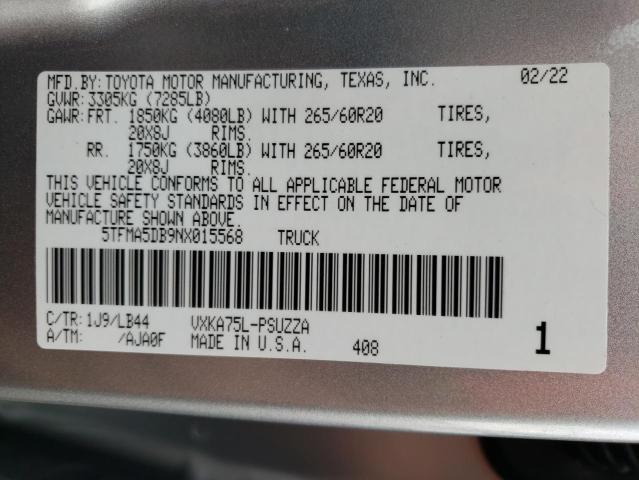 MFD.BY: TOYOTA MOTOR MANUFACTURING, TEXAS, INC. 02/22
GVWR: 3305KG (7285LB)
GAWR: FRT. 1850KG (4080LB) WITH 265/60R20 TIRES,
20X8J RIMS.
RR. 1750KG (3860LB) WITH 265/60R20 TIRES,
20X8J RIMS.
THIS VEHICLE CONFORMS TO ALL APPLICABLE FEDERAL MOTOR
VEHICLE SAFETY STANDARDS IN EFFECT ON THE DATE OF
MANUFACTURE SHOWN ABOVE.
5TFMA5DB9NX015568 TRUCK
C/TR: 1J9/LB44 VXKA75L-PSUZZA
A/TM: /AJA0F MADE IN U.S.A. 408 1